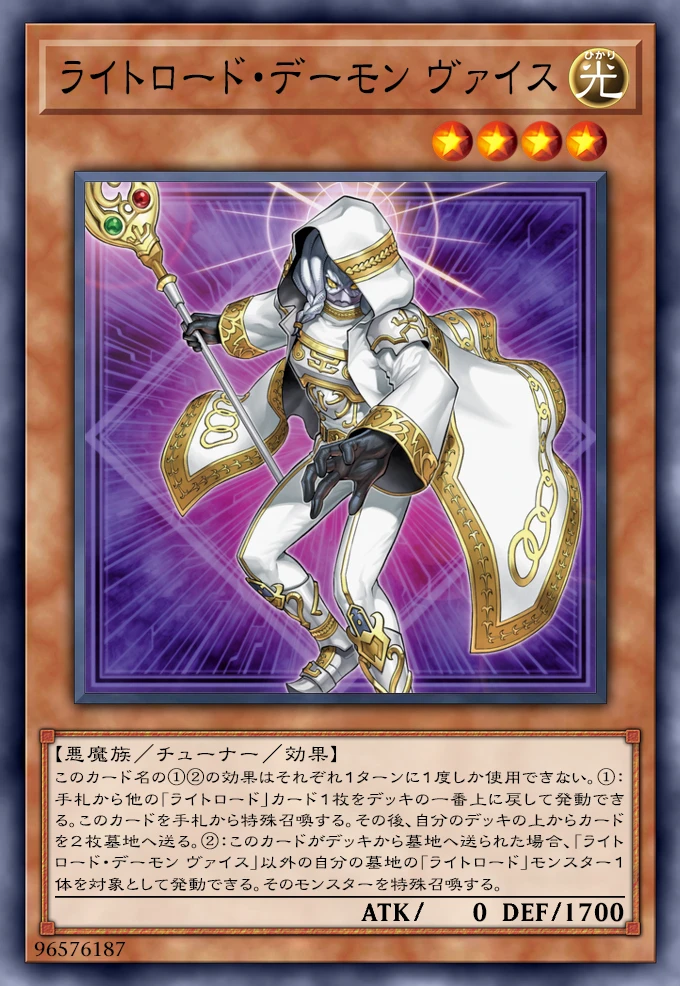 ライトロード・デーモン ヴァイス
ひかり
光
【悪魔族／チューナー／効果】
このカード名の①②の効果はそれぞれ１ターンに１度しか使用できない。①：
手札から他の「ライトロード」カード１枚をデッキの一番上に戻して発動でき
る。このカードを手札から特殊召喚する。その後、自分のデッキの上からカード
を２枚墓地へ送る。②：このカードがデッキから墓地へ送られた場合、「ライト
ロード・デーモン ヴァイス」以外の自分の墓地の「ライトロード」モンスター１
体を対象として発動できる。そのモンスターを特殊召喚する。
ATK/ 0 DEF/1700
96576187